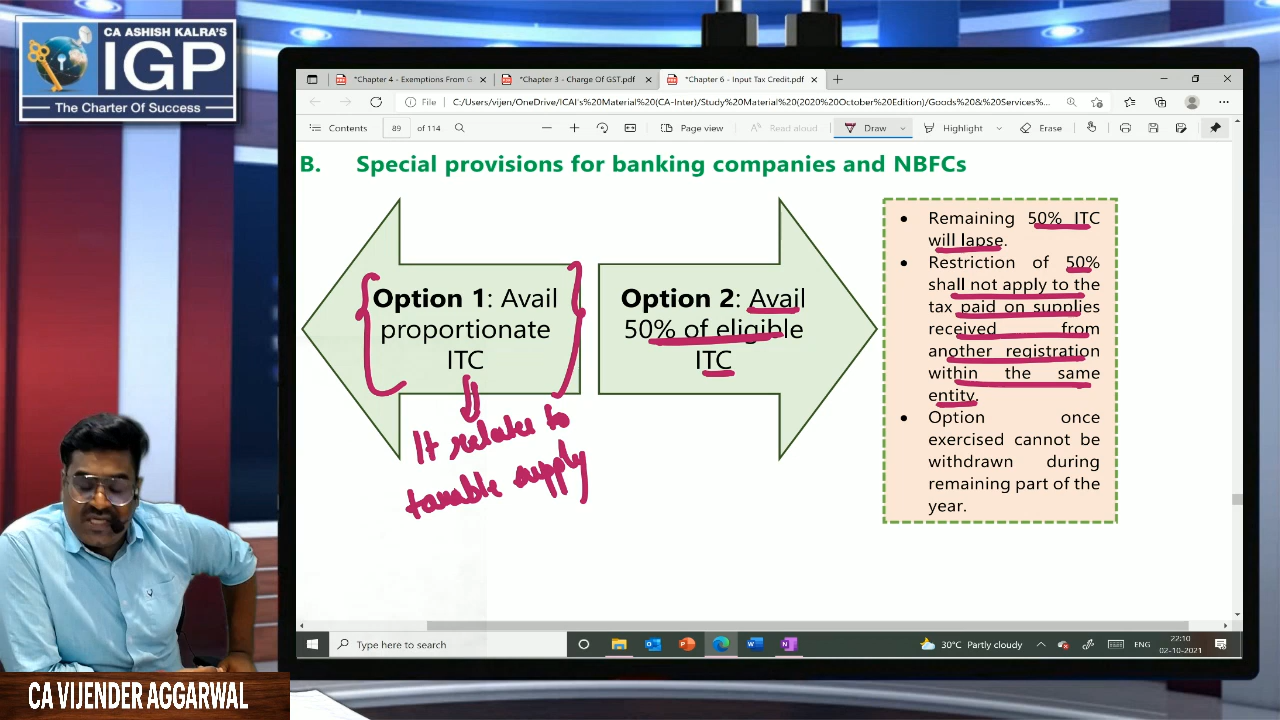 CA ASHISH KALRA'S
IGP
The Charter Of Success
*Chapter 4 - Exemptions From G
*Chapter 3 - Charge Of GST.pdf
*Chapter 6 - Input Tax Credit.pdf
File
C:/Users/vijen/OneDrive/ICAI's%20Material%20(CA-Inter)/Study%20Material%20(%20%20October%20Edition)/Goods%20&%20Services%...
Contents
89
of 114
Page view
Read aloud
Draw
Highlight
Erase
B. Special provisions for banking companies and NBFCs
Option 1: Avail
proportionate
ITC
It relates to
taxable supply
Option 2: Avail
50% of eligible
ITC
• Remaining 50% ITC
will lapse.
• Restriction of 50%
shall not apply to the
tax paid on supplies
received from
another registration
within the same
entity.
• Option once
exercised cannot be
withdrawn during
remaining part of the
year.
Type here to search
30°C Partly cloudy
ENG
22:10
02-10-2021
CA VIJENDER AGGARWAL